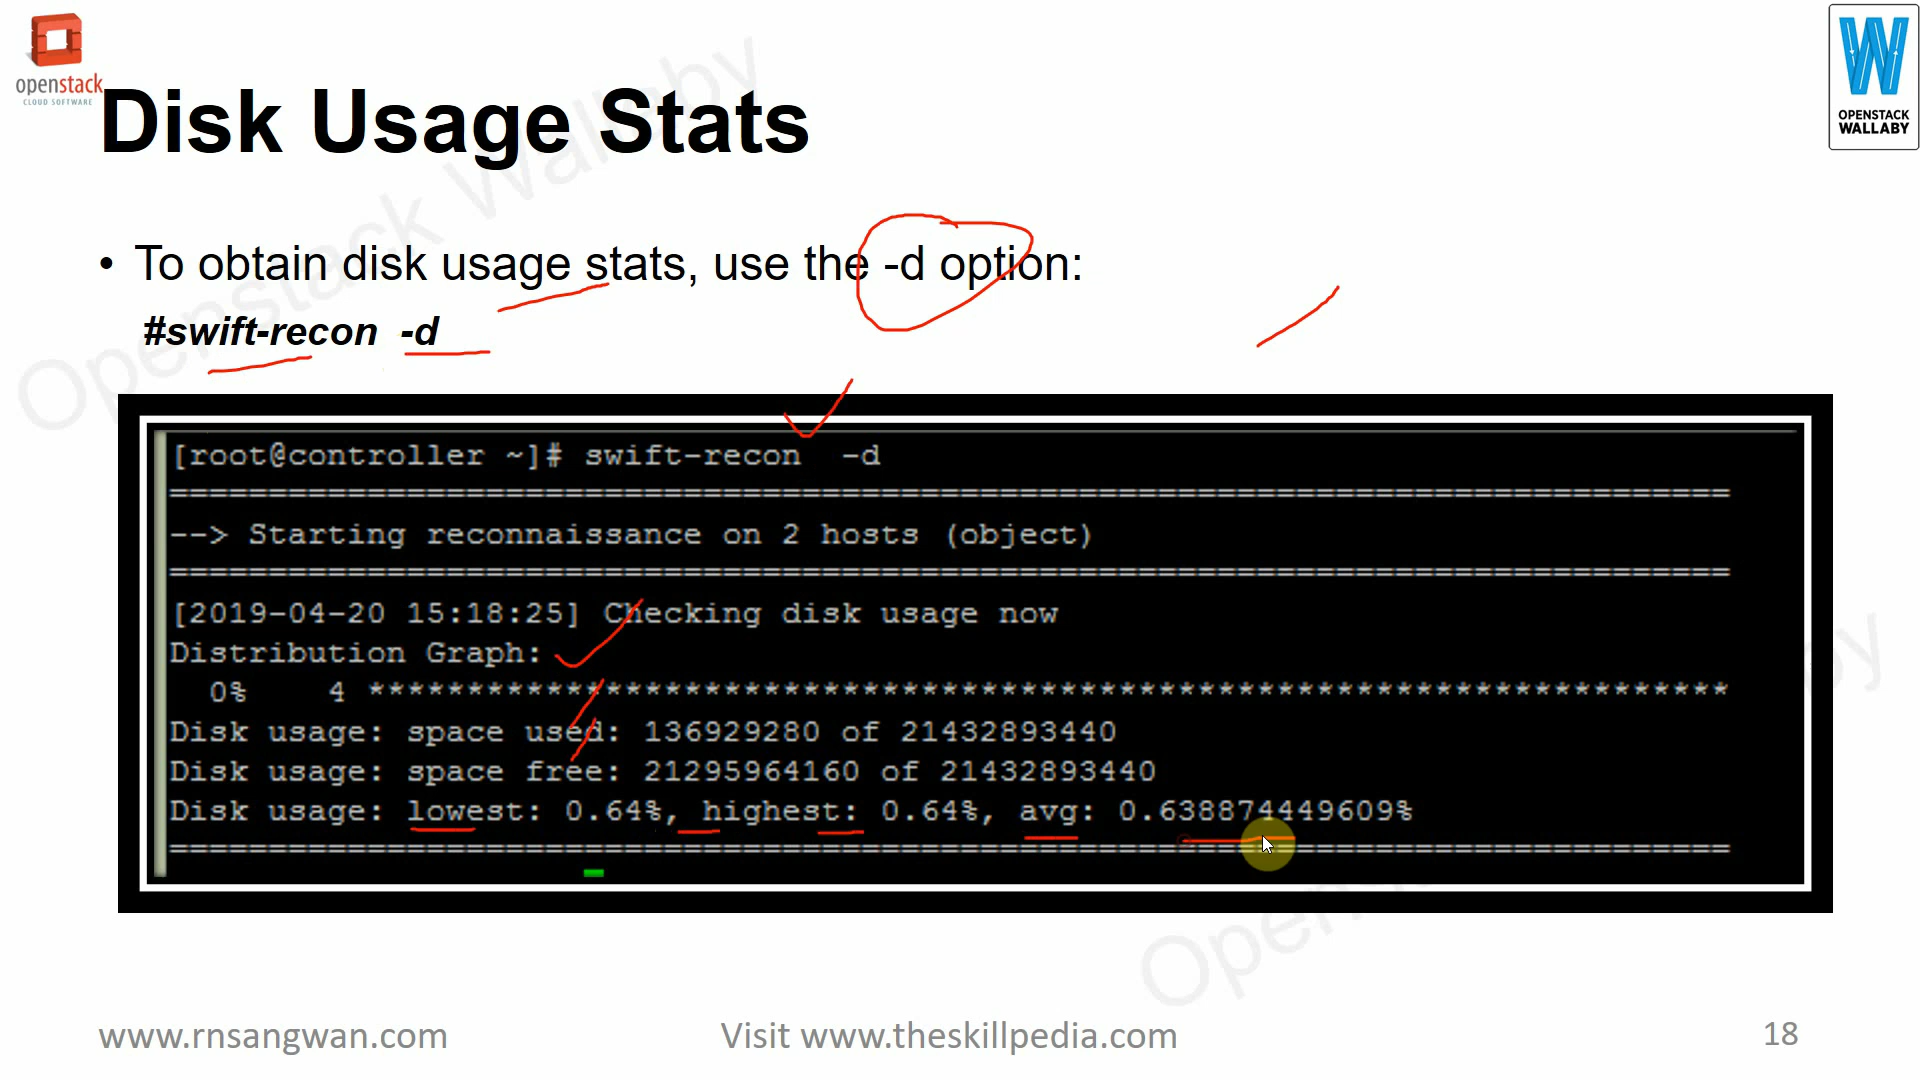 openstack
CLOUD SOFTWARE
OPENSTACK
WALLABY
Disk Usage Stats
• To obtain disk usage stats, use the -d option:
#swift-recon -d
[root@controller ~]# swift-recon -d
===============================================================================
--> Starting reconnaissance on 2 hosts (object)
===============================================================================
[2019-04-20 15:18:25] Checking disk usage now
Distribution Graph:
0% 4 *********************************************************************
Disk usage: space used: 136929280 of 21432893440
Disk usage: space free: 21295964160 of 21432893440
Disk usage: lowest: 0.64%, highest: 0.64%, avg: 0.638874449609%
===============================================================================
Openstack Wallaby
www.rnsangwan.com
Visit www.theskillpedia.com
18